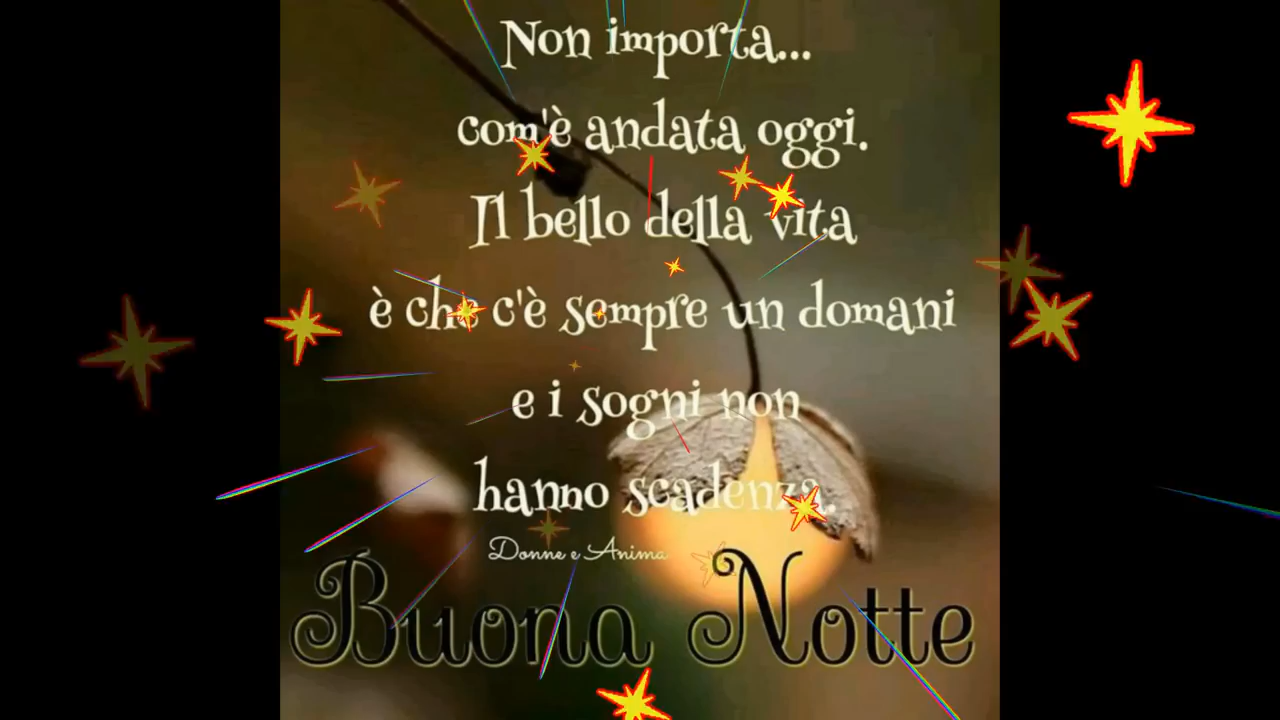 Non importa...
com'è andata oggi.
Il bello della vita
è che c'è sempre un domani
e i sogni non
hanno scadenza.
Donne e Anima
Buona Notte